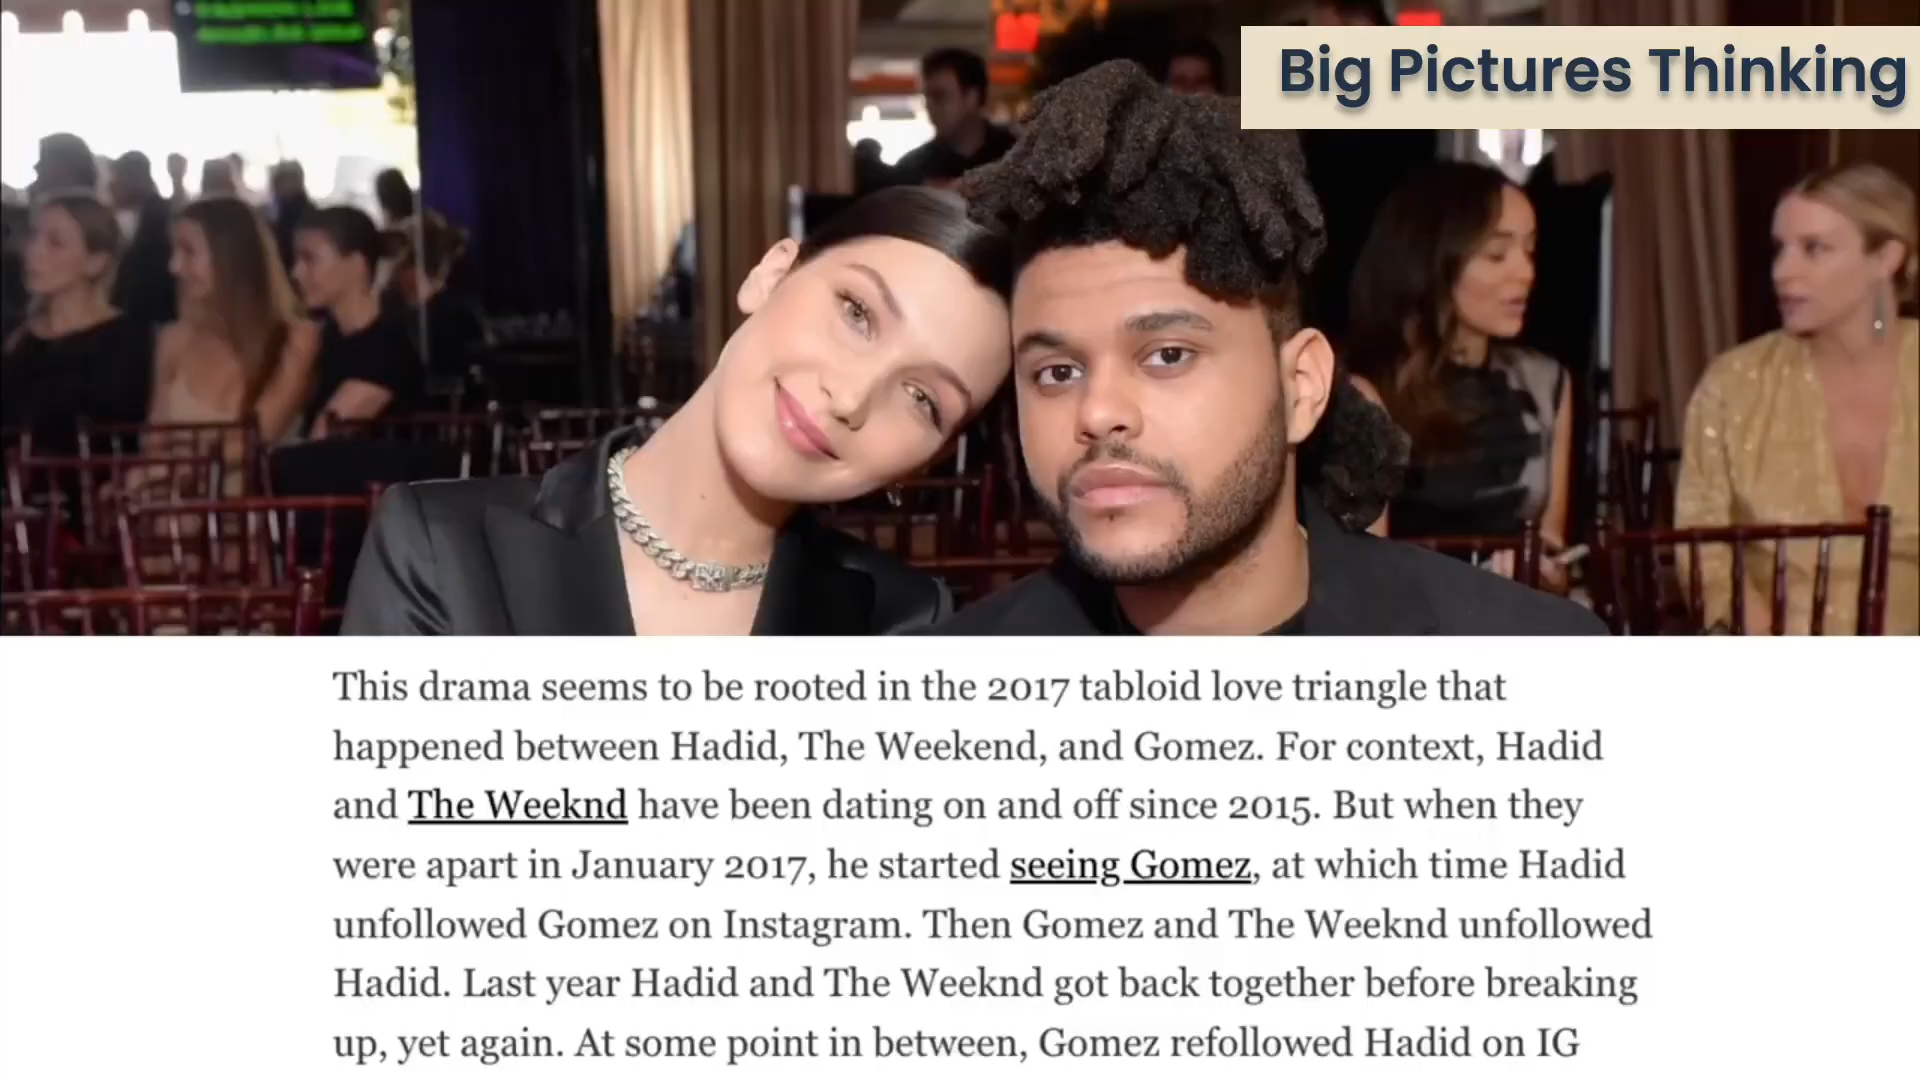 Big Pictures Thinking
This drama seems to be rooted in the 2017 tabloid love triangle that
happened between Hadid, The Weekend, and Gomez. For context, Hadid
and The Weeknd have been dating on and off since 2015. But when they
were apart in January 2017, he started seeing Gomez, at which time Hadid
unfollowed Gomez on Instagram. Then Gomez and The Weeknd unfollowed
Hadid. Last year Hadid and The Weeknd got back together before breaking
up, yet again. At some point in between, Gomez refollowed Hadid on IG